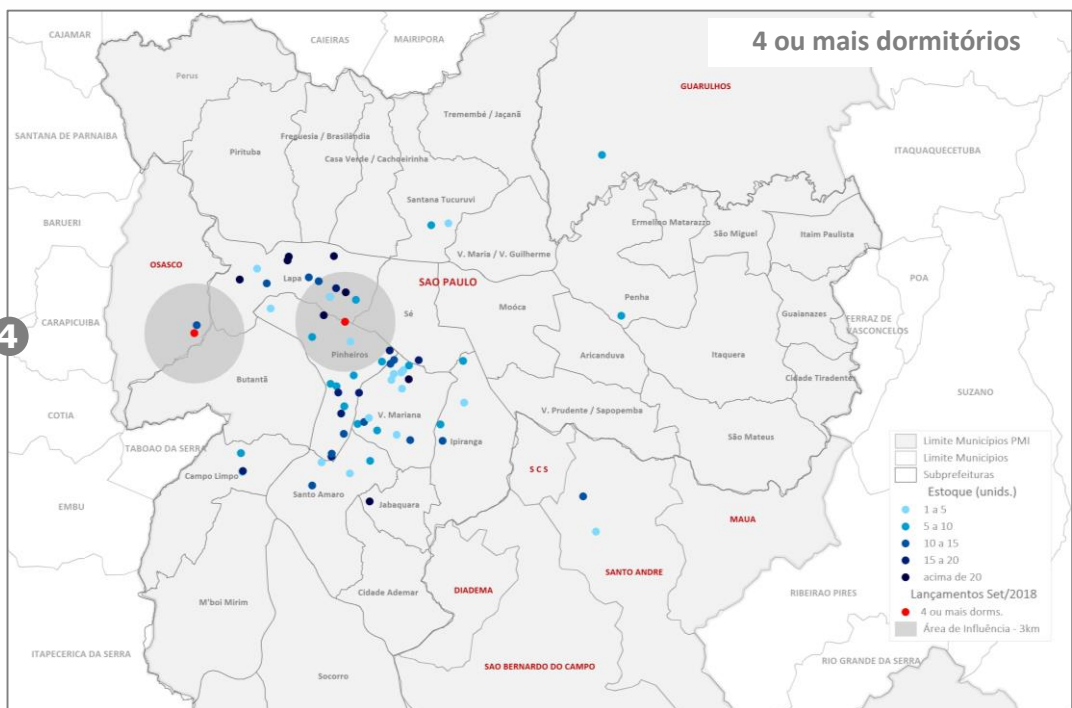 4 ou mais dormitórios
CAJAMAR
CAIEIRAS
MAIRIPORA
Perus
GUARULHOS
SANTANA DE PARNAIBA
Tremembé / Jaçanã
Freguesia / Brasilândia
Pirituba
Casa Verde / Cachoeirinha
ITAQUAQUECETUBA
Santana Tucuruvi
Ermelino Matarazzo
São Miguel
Itaim Paulista
BARUERI
V. Maria / V. Guilherme
OSASCO
Lapa
SAO PAULO
POA
Penha
Moóca
Sé
Guaianazes
FERRAZ DE
VASCONCELOS
CARAPICUIBA
4
Pinheiros
Aricanduva
Itaquera
Butantã
Cidade Tiradentes
SUZANO
COTIA
V. Mariana
V. Prudente / Sapopemba
Ipiranga
São Mateus
TABOAO DA SERRA
Campo Limpo
S C S
Santo Amaro
Jabaquara
EMBU
MAUA
SANTO ANDRE
DIADEMA
Cidade Ademar
M'boi Mirim
RIBEIRAO PIRES
ITAPECERICA DA SERRA
SAO BERNARDO DO CAMPO
RIO GRANDE DA SERRA
Socorro
Limite Municípios PMI
Limite Municípios
Subprefeituras
Estoque (unids.)
1 a 5
5 a 10
10 a 15
15 a 20
acima de 20
Lançamentos Set/2018
4 ou mais dorms.
Área de Influência - 3km